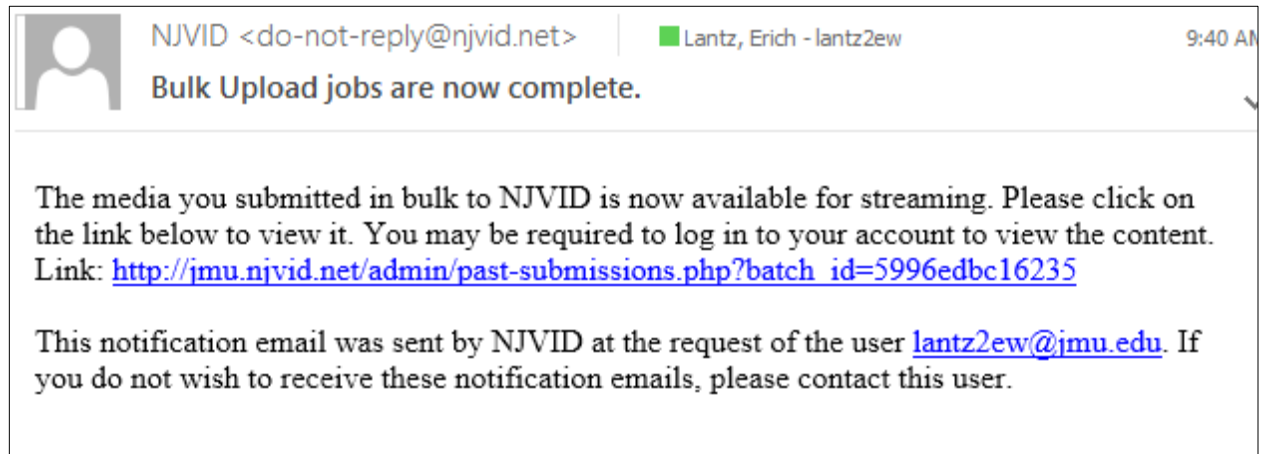 NJVID <do-not-reply@njvid.net> Lantz, Erich - lantz2ew 9:40 AM
Bulk Upload jobs are now complete.
The media you submitted in bulk to NJVID is now available for streaming. Please click on
the link below to view it. You may be required to log in to your account to view the content.
Link: http://jmu.njvid.net/admin/past-submissions.php?batch_id=5996edbc16235
This notification email was sent by NJVID at the request of the user lantz2ew@jmu.edu. If
you do not wish to receive these notification emails, please contact this user.